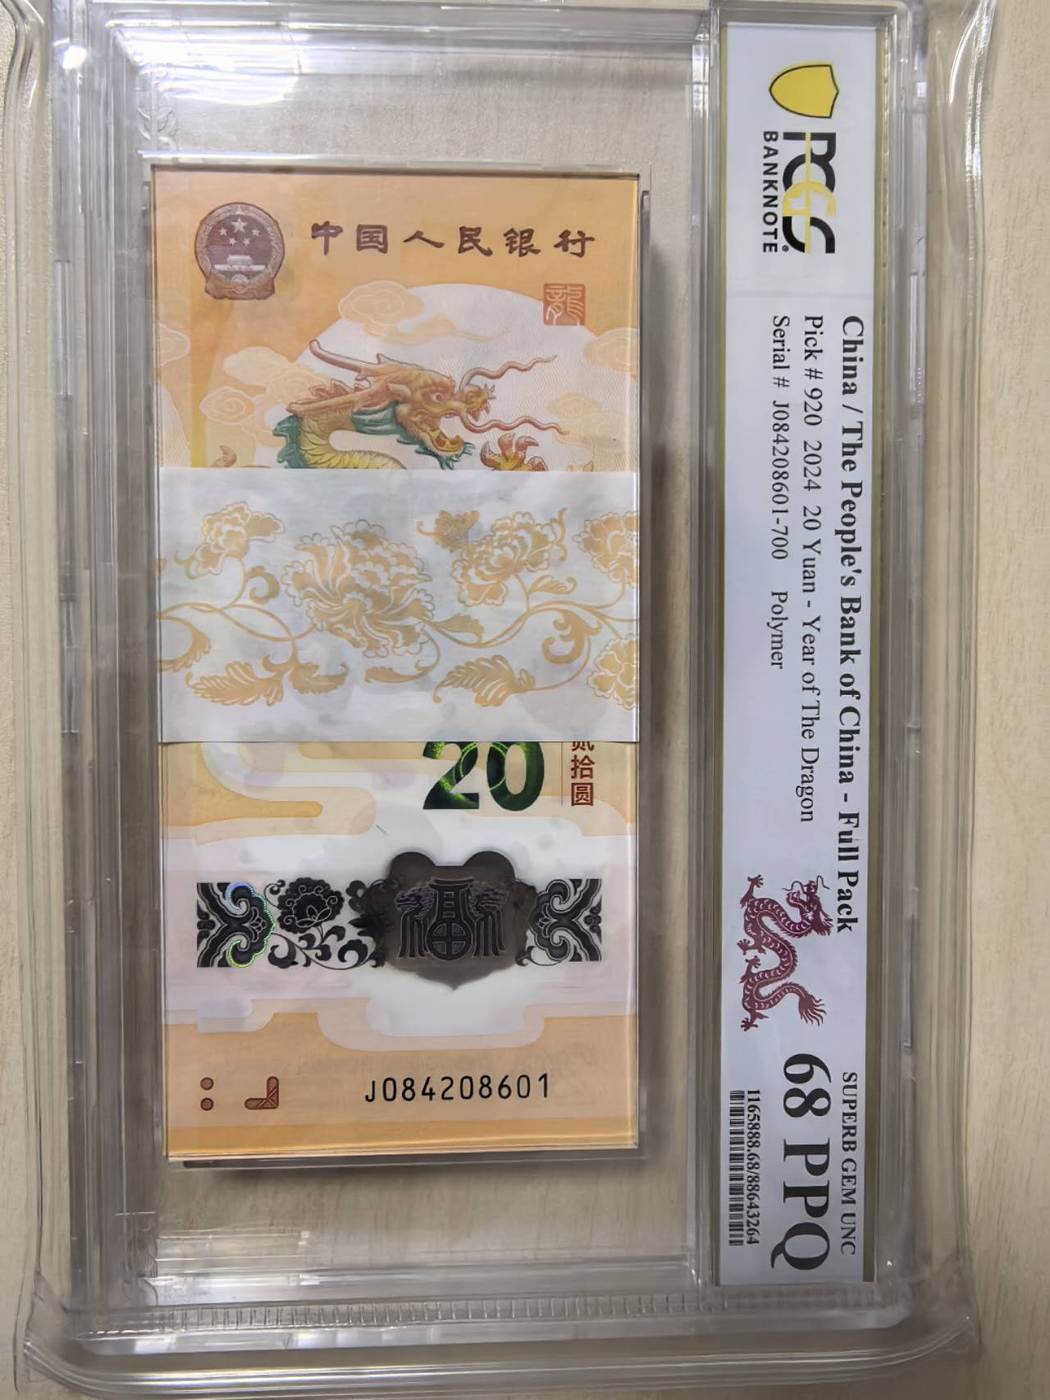 中国人民银行
龍
20
贰拾圆
福
J084208601
PCGS
BANKNOTE
China / The People's Bank of China - Full Pack
Pick # 920 2024 20 Yuan - Year of The Dragon
Serial # J084208601-700 Polymer
SUPERB GEM UNC
68 PPQ
1165888.68/88643264